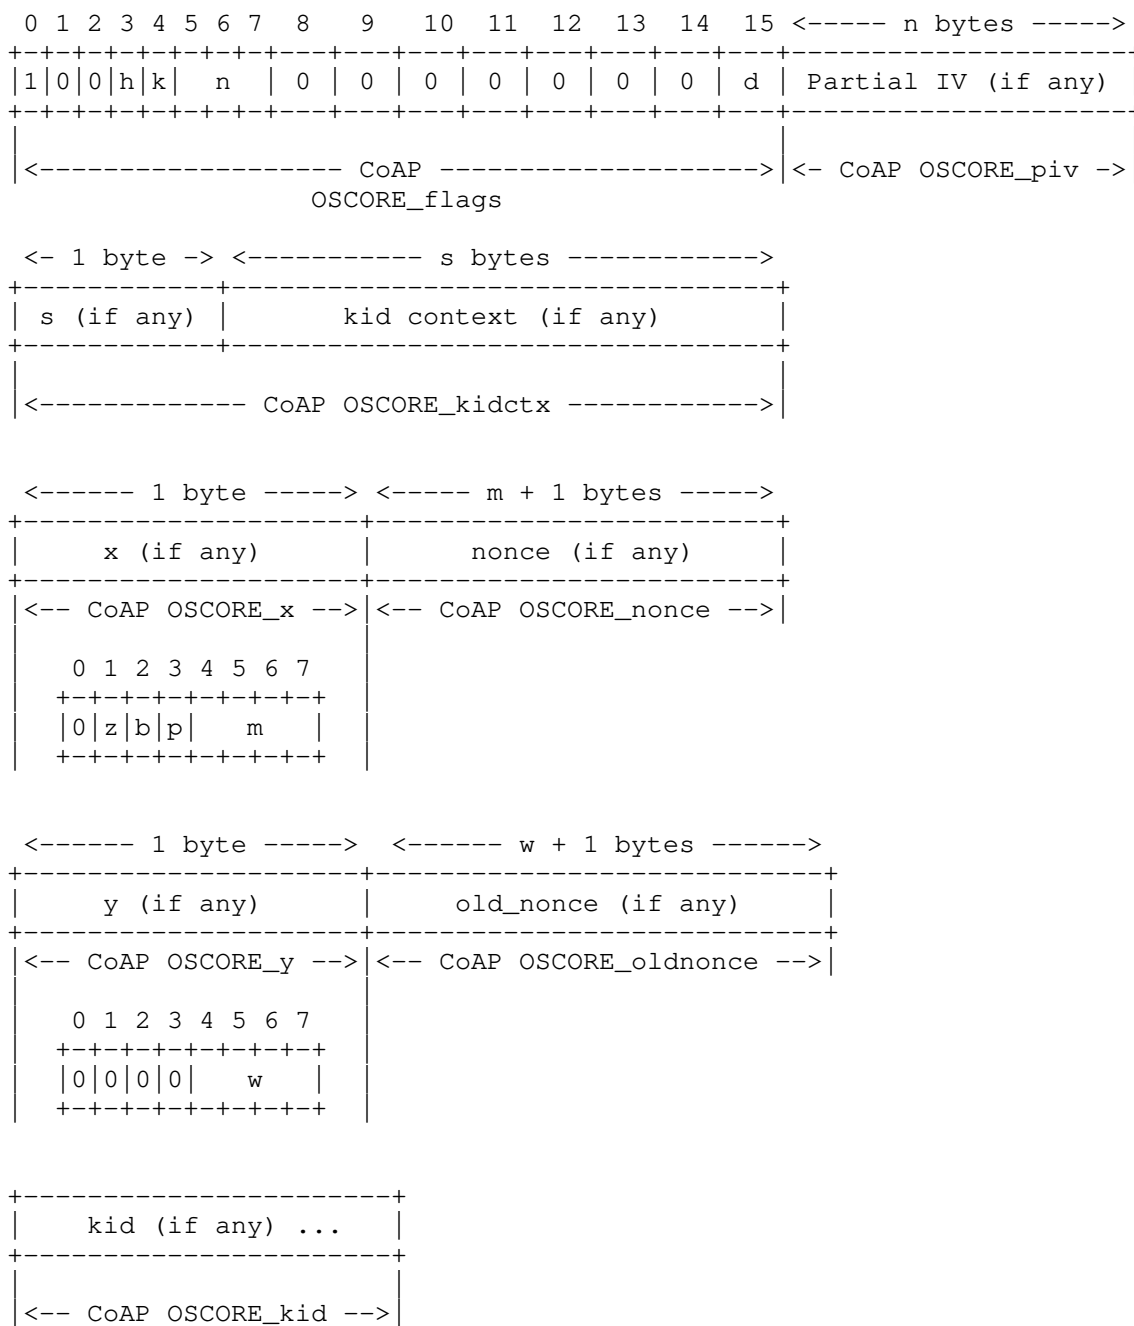 0 1 2 3 4 5 6 7  8   9   10  11  12  13  14  15 <----- n bytes ----->
+-+-+-+-+-+-+-+-+---+---+---+---+---+---+---+---+---------------------
|1|0|0|h|k|  n  | 0 | 0 | 0 | 0 | 0 | 0 | 0 | d | Partial IV (if any) |
+-+-+-+-+-+-+-+-+---+---+---+---+---+---+---+---+---------------------
|                                               |                     |
|<------------------- CoAP -------------------->|<- CoAP OSCORE_piv ->|
                   OSCORE_flags
 <- 1 byte -> <----------- s bytes ------------>
+------------+----------------------------------+
| s (if any) |       kid context (if any)       |
+------------+----------------------------------+
|                                               |
|<------------- CoAP OSCORE_kidctx ------------>|
 <------ 1 byte -----> <----- m + 1 bytes ----->
+---------------------+-------------------------+
|     x (if any)      |      nonce (if any)     |
+---------------------+-------------------------+
|<-- CoAP OSCORE_x -->|<-- CoAP OSCORE_nonce -->|
|                     |
|   0 1 2 3 4 5 6 7   |
|  +-+-+-+-+-+-+-+-+  |
|  |0|z|b|p|   m   |  |
|  +-+-+-+-+-+-+-+-+  |
 <------ 1 byte ----->  <------ w + 1 bytes ------>
+---------------------+----------------------------+
|     y (if any)      |     old_nonce (if any)     |
+---------------------+----------------------------+
|<-- CoAP OSCORE_y -->|<-- CoAP OSCORE_oldnonce -->|
|                     |
|   0 1 2 3 4 5 6 7   |
|  +-+-+-+-+-+-+-+-+  |
|  |0|0|0|0|   w   |  |
|  +-+-+-+-+-+-+-+-+  |
+-----------------------+
|    kid (if any) ...   |
+-----------------------+
|                       |
|<-- CoAP OSCORE_kid -->|